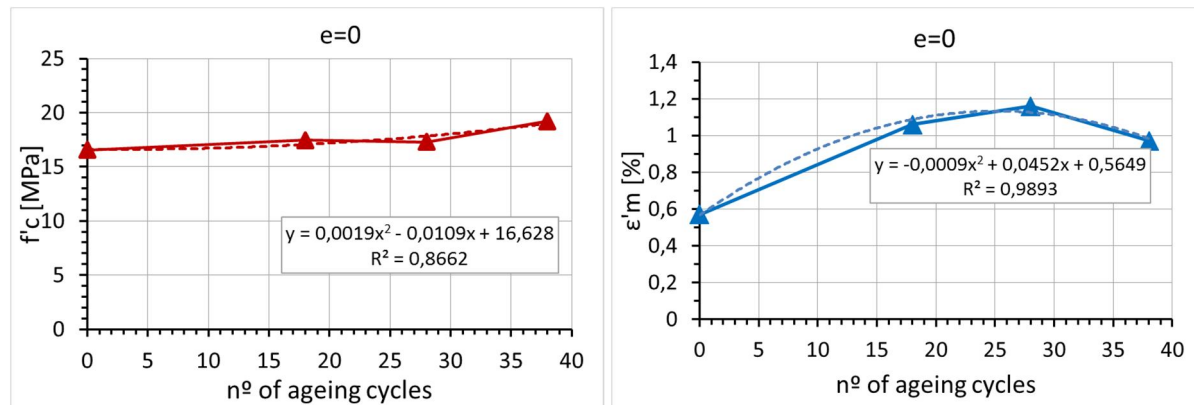 e=0
25
20
15
10
5
0
f'c [MPa]
y = 0,0019x² - 0,0109x + 16,628
R² = 0,8662
0 5 10 15 20 25 30 35 40
nº of ageing cycles
e=0
1,4
1,2
1
0,8
0,6
0,4
0,2
0
ε'm [%]
y = -0,0009x² + 0,0452x + 0,5649
R² = 0,9893
0 5 10 15 20 25 30 35 40
nº of ageing cycles